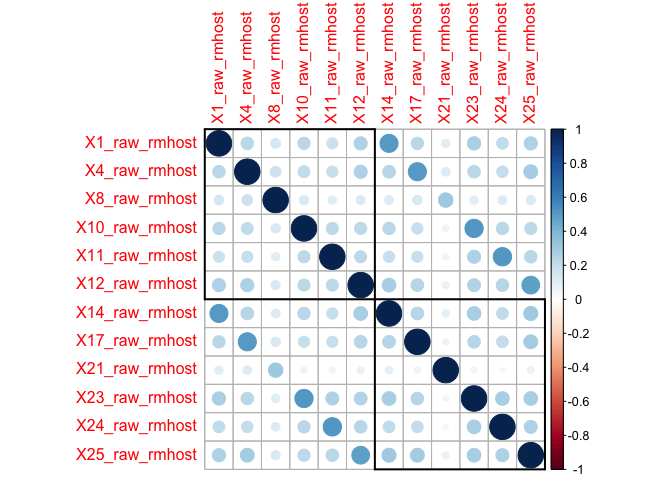 X1_raw_rmhost
X4_raw_rmhost
X8_raw_rmhost
X10_raw_rmhost
X11_raw_rmhost
X12_raw_rmhost
X14_raw_rmhost
X17_raw_rmhost
X21_raw_rmhost
X23_raw_rmhost
X24_raw_rmhost
X25_raw_rmhost
X1_raw_rmhost
X4_raw_rmhost
X8_raw_rmhost
X10_raw_rmhost
X11_raw_rmhost
X12_raw_rmhost
X14_raw_rmhost
X17_raw_rmhost
X21_raw_rmhost
X23_raw_rmhost
X24_raw_rmhost
X25_raw_rmhost
1
0.8
0.6
0.4
0.2
0
-0.2
-0.4
-0.6
-0.8
-1